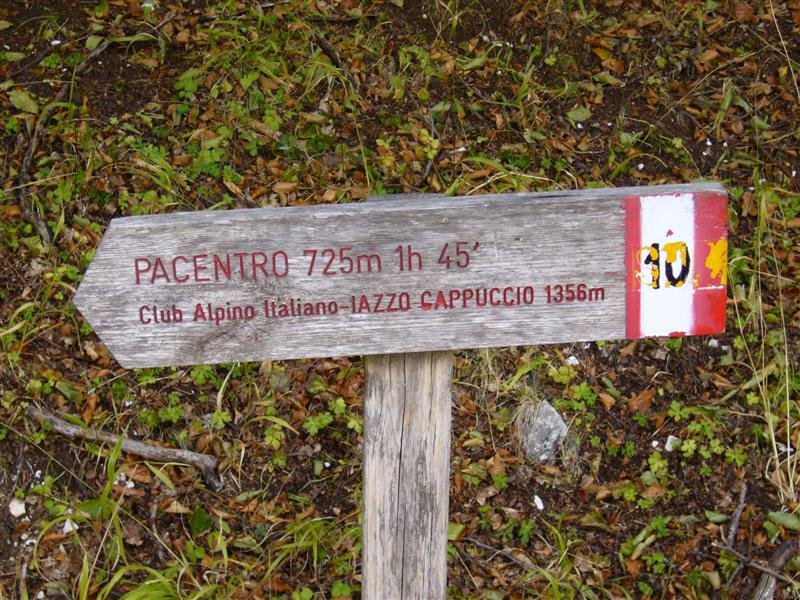 PACENTRO 725m 1h 45´
Club Alpino Italiano-IAZZO CAPPUCCIO 1356m
10